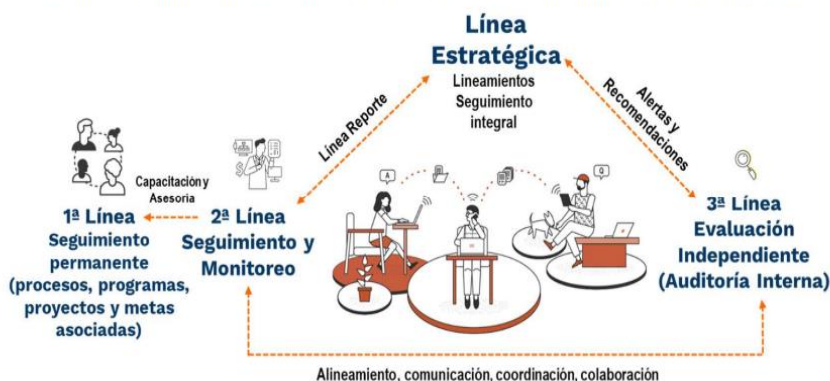 Línea
Estratégica
Lineamientos
Seguimiento
integral
Línea Reporte
Alertas y
Recomendaciones
Capacitación y
Asesoria
1ª Línea
Seguimiento
permanente
(procesos, programas,
proyectos y metas
asociadas)
2ª Línea
Seguimiento y
Monitoreo
A
Q
3ª Línea
Evaluación
Independiente
(Auditoría Interna)
Alineamiento, comunicación, coordinación, colaboración